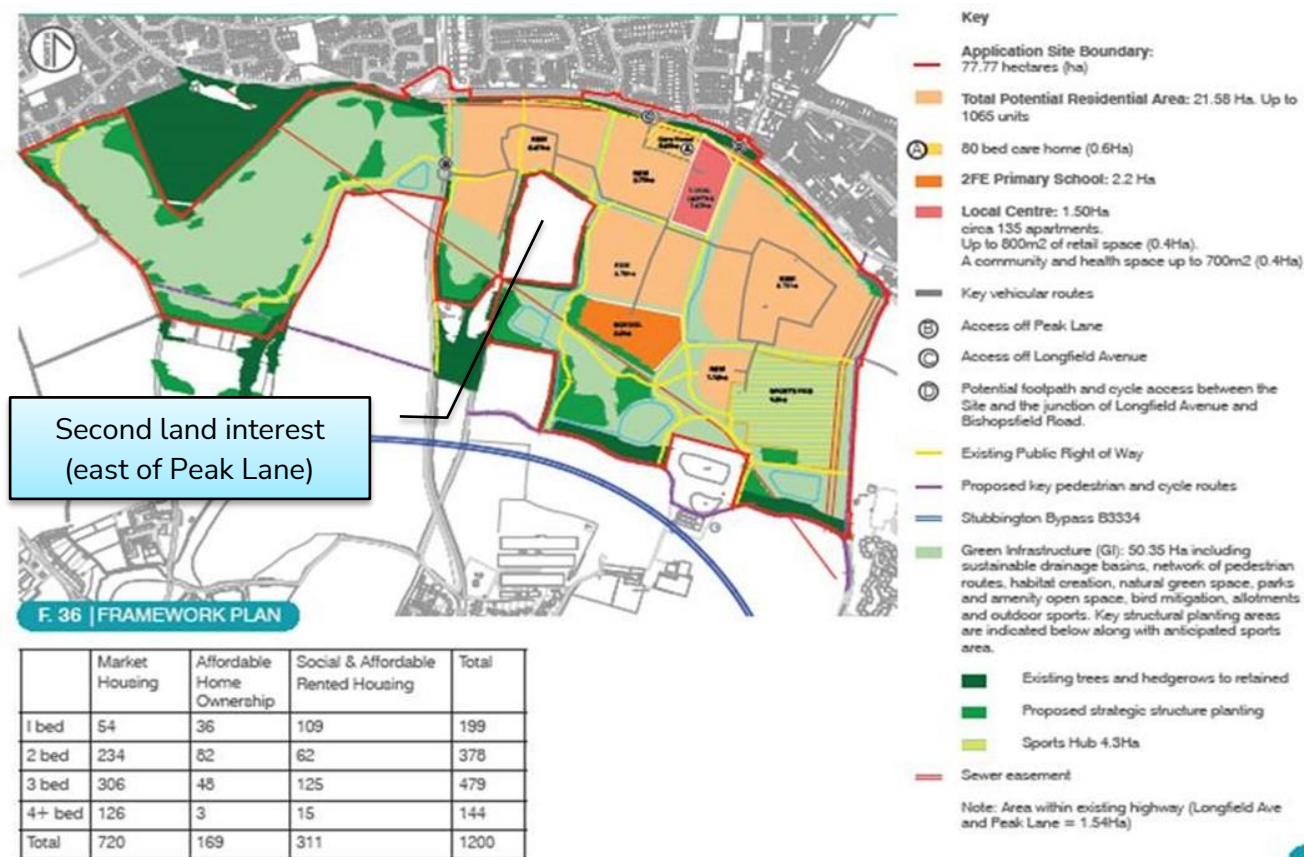 Key
Application Site Boundary:
77.77 hectares (ha)
Total Potential Residential Area: 21.58 Ha. Up to
1065 units
A
80 bed care home (0.6Ha)
2FE Primary School: 2.2 Ha
Local Centre: 1.50Ha
circa 135 apartments.
Up to 800m2 of retail space (0.4Ha).
A community and health space up to 700m2 (0.4Ha)
Key vehicular routes
B
Access off Peak Lane
C
Access off Longfield Avenue
D
Potential footpath and cycle access between the
Site and the junction of Longfield Avenue and
Bishopsfield Road.
Existing Public Right of Way
Proposed key pedestrian and cycle routes
Stubbington Bypass B3334
Green Infrastructure (GI): 50.35 Ha including
sustainable drainage basins, network of pedestrian
routes, habitat creation, natural green space, parks
and amenity open space, bird mitigation, allotments
and outdoor sports. Key structural planting areas
are indicated below along with anticipated sports
area.
Existing trees and hedgerows to retained
Proposed strategic structure planting
Sports Hub 4.3Ha
Sewer easement
Note: Area within existing highway (Longfield Ave
and Peak Lane = 1.54Ha)
C
A
LOCAL
SCHOOL
SPORTS HUB
Second land interest
(east of Peak Lane)
F. 36 | FRAMEWORK PLAN
Market Housing Affordable Home Ownership Social & Affordable Rented Housing Total
1 bed 54 36 109 199
2 bed 234 82 62 378
3 bed 306 48 125 479
4+ bed 126 3 15 144
Total 720 169 311 1200